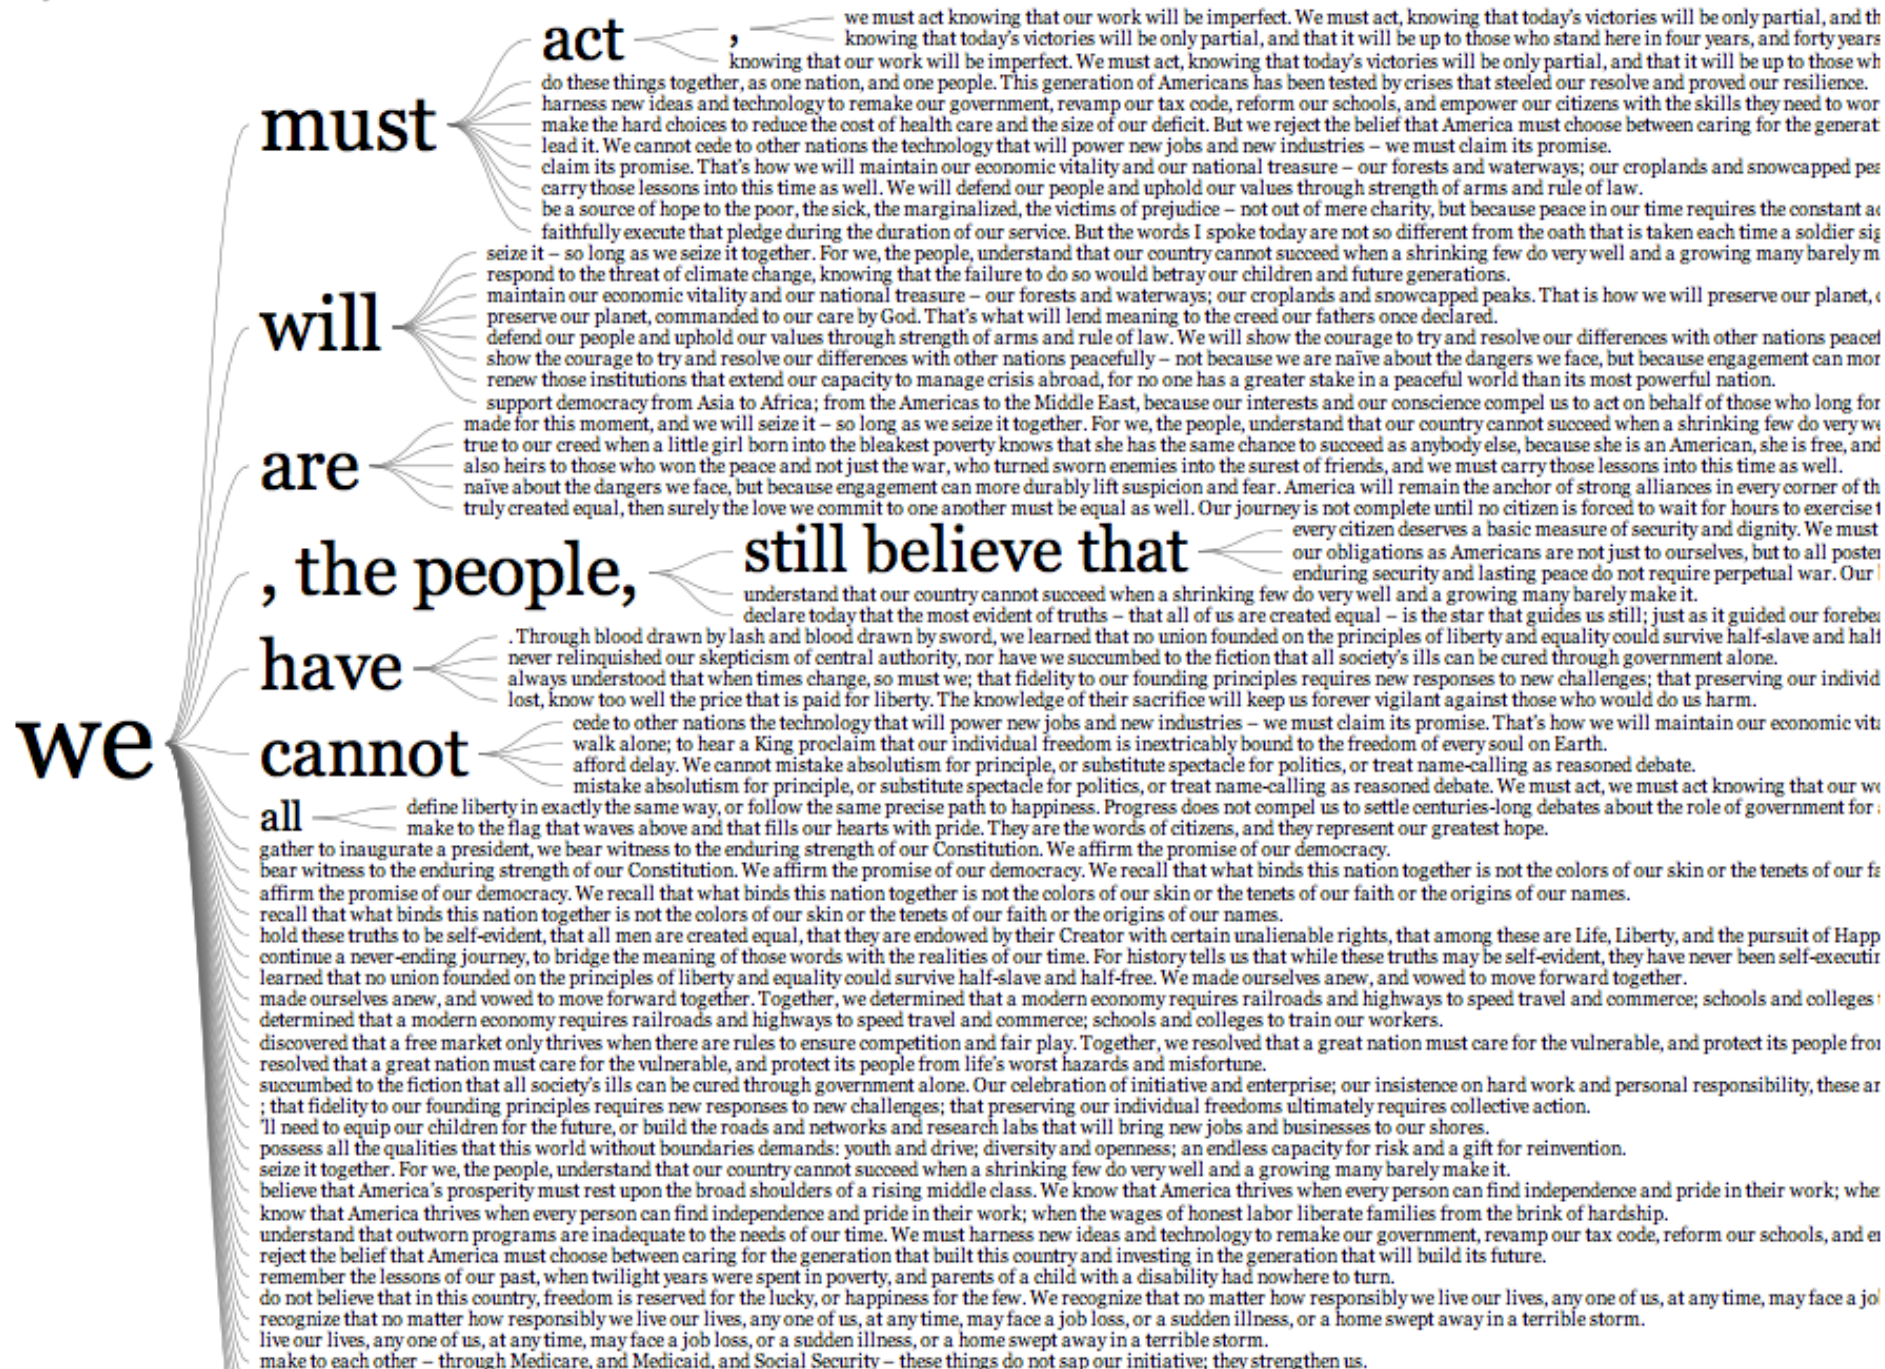 we
must
act
,
we must act knowing that our work will be imperfect. We must act, knowing that today's victories will be only partial, and th
knowing that today's victories will be only partial, and that it will be up to those who stand here in four years, and forty years
knowing that our work will be imperfect. We must act, knowing that today's victories will be only partial, and that it will be up to those wh
do these things together, as one nation, and one people. This generation of Americans has been tested by crises that steeled our resolve and proved our resilience.
harness new ideas and technology to remake our government, revamp our tax code, reform our schools, and empower our citizens with the skills they need to wor
make the hard choices to reduce the cost of health care and the size of our deficit. But we reject the belief that America must choose between caring for the generat
lead it. We cannot cede to other nations the technology that will power new jobs and new industries – we must claim its promise.
claim its promise. That's how we will maintain our economic vitality and our national treasure – our forests and waterways; our croplands and snowcapped pea
carry those lessons into this time as well. We will defend our people and uphold our values through strength of arms and rule of law.
be a source of hope to the poor, the sick, the marginalized, the victims of prejudice – not out of mere charity, but because peace in our time requires the constant ad
faithfully execute that pledge during the duration of our service. But the words I spoke today are not so different from the oath that is taken each time a soldier sig
will
seize it – so long as we seize it together. For we, the people, understand that our country cannot succeed when a shrinking few do very well and a growing many barely m
respond to the threat of climate change, knowing that the failure to do so would betray our children and future generations.
maintain our economic vitality and our national treasure – our forests and waterways; our croplands and snowcapped peaks. That is how we will preserve our planet,
preserve our planet, commanded to our care by God. That's what will lend meaning to the creed our fathers once declared.
defend our people and uphold our values through strength of arms and rule of law. We will show the courage to try and resolve our differences with other nations peacef
show the courage to try and resolve our differences with other nations peacefully – not because we are naïve about the dangers we face, but because engagement can mor
renew those institutions that extend our capacity to manage crisis abroad, for no one has a greater stake in a peaceful world than its most powerful nation.
support democracy from Asia to Africa; from the Americas to the Middle East, because our interests and our conscience compel us to act on behalf of those who long for
are
made for this moment, and we will seize it – so long as we seize it together. For we, the people, understand that our country cannot succeed when a shrinking few do very we
true to our creed when a little girl born into the bleakest poverty knows that she has the same chance to succeed as anybody else, because she is an American, she is free, and
also heirs to those who won the peace and not just the war, who turned sworn enemies into the surest of friends, and we must carry those lessons into this time as well.
naïve about the dangers we face, but because engagement can more durably lift suspicion and fear. America will remain the anchor of strong alliances in every corner of th
truly created equal, then surely the love we commit to one another must be equal as well. Our journey is not complete until no citizen is forced to wait for hours to exercise t
, the people,
still believe that
every citizen deserves a basic measure of security and dignity. We must
our obligations as Americans are not just to ourselves, but to all poster
enduring security and lasting peace do not require perpetual war. Our
understand that our country cannot succeed when a shrinking few do very well and a growing many barely make it.
declare today that the most evident of truths – that all of us are created equal – is the star that guides us still; just as it guided our forebea
have
. Through blood drawn by lash and blood drawn by sword, we learned that no union founded on the principles of liberty and equality could survive half-slave and half
never relinquished our skepticism of central authority, nor have we succumbed to the fiction that all society's ills can be cured through government alone.
always understood that when times change, so must we; that fidelity to our founding principles requires new responses to new challenges; that preserving our individ
lost, know too well the price that is paid for liberty. The knowledge of their sacrifice will keep us forever vigilant against those who would do us harm.
cannot
cede to other nations the technology that will power new jobs and new industries – we must claim its promise. That's how we will maintain our economic vita
walk alone; to hear a King proclaim that our individual freedom is inextricably bound to the freedom of every soul on Earth.
afford delay. We cannot mistake absolutism for principle, or substitute spectacle for politics, or treat name-calling as reasoned debate.
mistake absolutism for principle, or substitute spectacle for politics, or treat name-calling as reasoned debate. We must act, we must act knowing that our wo
all
define liberty in exactly the same way, or follow the same precise path to happiness. Progress does not compel us to settle centuries-long debates about the role of government for
make to the flag that waves above and that fills our hearts with pride. They are the words of citizens, and they represent our greatest hope.
gather to inaugurate a president, we bear witness to the enduring strength of our Constitution. We affirm the promise of our democracy.
bear witness to the enduring strength of our Constitution. We affirm the promise of our democracy. We recall that what binds this nation together is not the colors of our skin or the tenets of our fa
affirm the promise of our democracy. We recall that what binds this nation together is not the colors of our skin or the tenets of our faith or the origins of our names.
recall that what binds this nation together is not the colors of our skin or the tenets of our faith or the origins of our names.
hold these truths to be self-evident, that all men are created equal, that they are endowed by their Creator with certain unalienable rights, that among these are Life, Liberty, and the pursuit of Happ
continue a never-ending journey, to bridge the meaning of those words with the realities of our time. For history tells us that while these truths may be self-evident, they have never been self-executin
learned that no union founded on the principles of liberty and equality could survive half-slave and half-free. We made ourselves anew, and vowed to move forward together.
made ourselves anew, and vowed to move forward together. Together, we determined that a modern economy requires railroads and highways to speed travel and commerce; schools and colleges
determined that a modern economy requires railroads and highways to speed travel and commerce; schools and colleges to train our workers.
discovered that a free market only thrives when there are rules to ensure competition and fair play. Together, we resolved that a great nation must care for the vulnerable, and protect its people from
resolved that a great nation must care for the vulnerable, and protect its people from life's worst hazards and misfortune.
succumbed to the fiction that all society's ills can be cured through government alone. Our celebration of initiative and enterprise; our insistence on hard work and personal responsibility, these ar
; that fidelity to our founding principles requires new responses to new challenges; that preserving our individual freedoms ultimately requires collective action.
'll need to equip our children for the future, or build the roads and networks and research labs that will bring new jobs and businesses to our shores.
possess all the qualities that this world without boundaries demands: youth and drive; diversity and openness; an endless capacity for risk and a gift for reinvention.
seize it together. For we, the people, understand that our country cannot succeed when a shrinking few do very well and a growing many barely make it.
believe that America's prosperity must rest upon the broad shoulders of a rising middle class. We know that America thrives when every person can find independence and pride in their work; whe
know that America thrives when every person can find independence and pride in their work; when the wages of honest labor liberate families from the brink of hardship.
understand that outworn programs are inadequate to the needs of our time. We must harness new ideas and technology to remake our government, revamp our tax code, reform our schools, and en
reject the belief that America must choose between caring for the generation that built this country and investing in the generation that will build its future.
remember the lessons of our past, when twilight years were spent in poverty, and parents of a child with a disability had nowhere to turn.
do not believe that in this country, freedom is reserved for the lucky, or happiness for the few. We recognize that no matter how responsibly we live our lives, any one of us, at any time, may face a jo
recognize that no matter how responsibly we live our lives, any one of us, at any time, may face a job loss, or a sudden illness, or a home swept away in a terrible storm.
live our lives, any one of us, at any time, may face a job loss, or a sudden illness, or a home swept away in a terrible storm.
make to each other – through Medicare, and Medicaid, and Social Security – these things do not sap our initiative; they strengthen us.